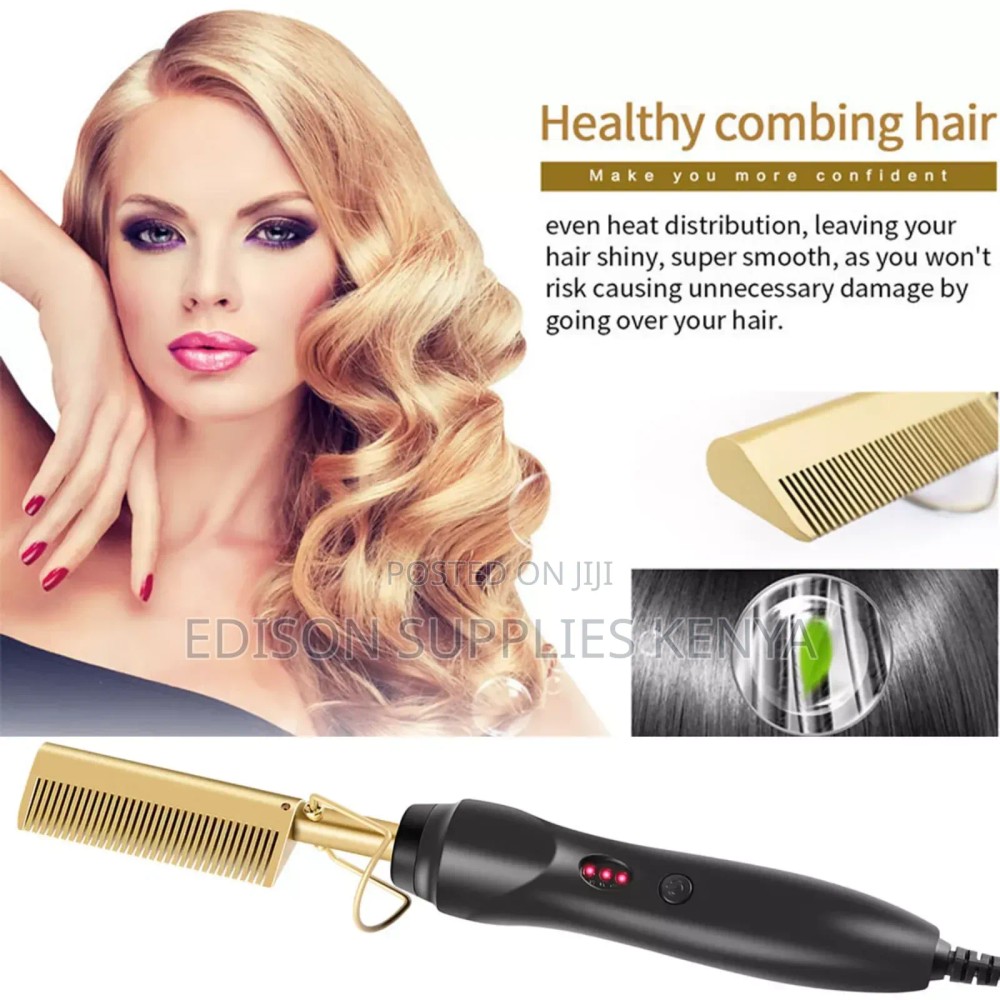 Healthy combing hair
Make you more confident
even heat distribution, leaving your
hair shiny, super smooth, as you won't
risk causing unnecessary damage by
going over your hair.
POSTED ON JIJI
EDISON SUPPLIES KENYA